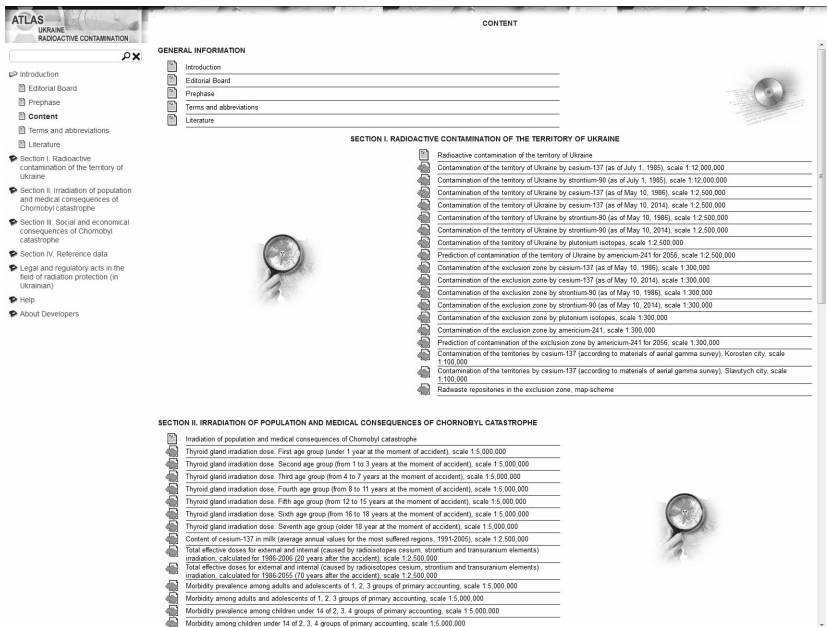 ATLAS
UKRAINE
RADIOACTIVE CONTAMINATION
Introduction
Editorial Board
Prephase
Content
Terms and abbreviations
Literature
Section I. Radioactive
contamination of the territory of
Ukraine
Section II. Irradiation of population
and medical consequences of
Chornobyl catastrophe
Section III. Social and economical
consequences of Chornobyl
catastrophe
Section IV. Reference data
Legal and regulatory acts in the
field of radiation protection (in
Ukrainian)
Help
About Developers
CONTENT
GENERAL INFORMATION
Introduction
Editorial Board
Prephase
Terms and abbreviations
Literature
SECTION I. RADIOACTIVE CONTAMINATION OF THE TERRITORY OF UKRAINE
Radioactive contamination of the territory of Ukraine
Contamination of the territory of Ukraine by cesium-137 (as of July 1, 1985), scale 1:12,000,000
Contamination of the territory of Ukraine by strontium-90 (as of July 1, 1985), scale 1:12,000,000
Contamination of the territory of Ukraine by cesium-137 (as of May 10, 1986), scale 1:2,500,000
Contamination of the territory of Ukraine by cesium-137 (as of May 10, 2014), scale 1:2,500,000
Contamination of the territory of Ukraine by strontium-90 (as of May 10, 1986), scale 1:2,500,000
Contamination of the territory of Ukraine by strontium-90 (as of May 10, 2014), scale 1:2,500,000
Contamination of the territory of Ukraine by plutonium isotopes, scale 1:2,500,000
Prediction of contamination of the territory of Ukraine by americium-241 for 2056, scale 1:2,500,000
Contamination of the exclusion zone by cesium-137 (as of May 10, 1986), scale 1:300,000
Contamination of the exclusion zone by cesium-137 (as of May 10, 2014), scale 1:300,000
Contamination of the exclusion zone by strontium-90 (as of May 10, 1986), scale 1:300,000
Contamination of the exclusion zone by strontium-90 (as of May 10, 2014), scale 1:300,000
Contamination of the exclusion zone by plutonium isotopes, scale 1:300,000
Contamination of the exclusion zone by americium-241, scale 1:300,000
Prediction of contamination of the exclusion zone by americium-241 for 2056, scale 1:300,000
Contamination of the territories by cesium-137 (according to materials of aerial gamma survey), Korosten city, scale
1:100,000
Contamination of the territories by cesium-137 (according to materials of aerial gamma survey), Slavutych city, scale
1:100,000
Radwaste repositories in the exclusion zone, map-scheme
SECTION II. IRRADIATION OF POPULATION AND MEDICAL CONSEQUENCES OF CHORNOBYL CATASTROPHE
Irradiation of population and medical consequences of Chornobyl catastrophe
Thyroid gland irradiation dose. First age group (under 1 year at the moment of accident), scale 1:5,000,000
Thyroid gland irradiation dose. Second age group (from 1 to 3 years at the moment of accident), scale 1:5,000,000
Thyroid gland irradiation dose. Third age group (from 4 to 7 years at the moment of accident), scale 1:5,000,000
Thyroid gland irradiation dose. Fourth age group (from 8 to 11 years at the moment of accident), scale 1:5,000,000
Thyroid gland irradiation dose. Fifth age group (from 12 to 15 years at the moment of accident), scale 1:5,000,000
Thyroid gland irradiation dose. Sixth age group (from 16 to 18 years at the moment of accident), scale 1:5,000,000
Thyroid gland irradiation dose. Seventh age group (older 18 year at the moment of accident), scale 1:5,000,000
Content of cesium-137 in milk (average annual values for the most suffered regions, 1991-2005), scale 1:2,500,000
Total effective doses for external and internal (caused by radioisotopes cesium, strontium and transuranium elements)
irradiation, calculated for 1986-2006 (20 years after the accident), scale 1:2,500,000
Total effective doses for external and internal (caused by radioisotopes cesium, strontium and transuranium elements)
irradiation, calculated for 1986-2055 (70 years after the accident), scale 1:2,500,000
Morbidity prevalence among adults and adolescents of 1, 2, 3 groups of primary accounting, scale 1:5,000,000
Morbidity among adults and adolescents of 1, 2, 3 groups of primary accounting, scale 1:5,000,000
Morbidity prevalence among children under 14 of 2, 3, 4 groups of primary accounting, scale 1:5,000,000
Morbidity among children under 14 of 2, 3, 4 groups of primary accounting, scale 1:5,000,000